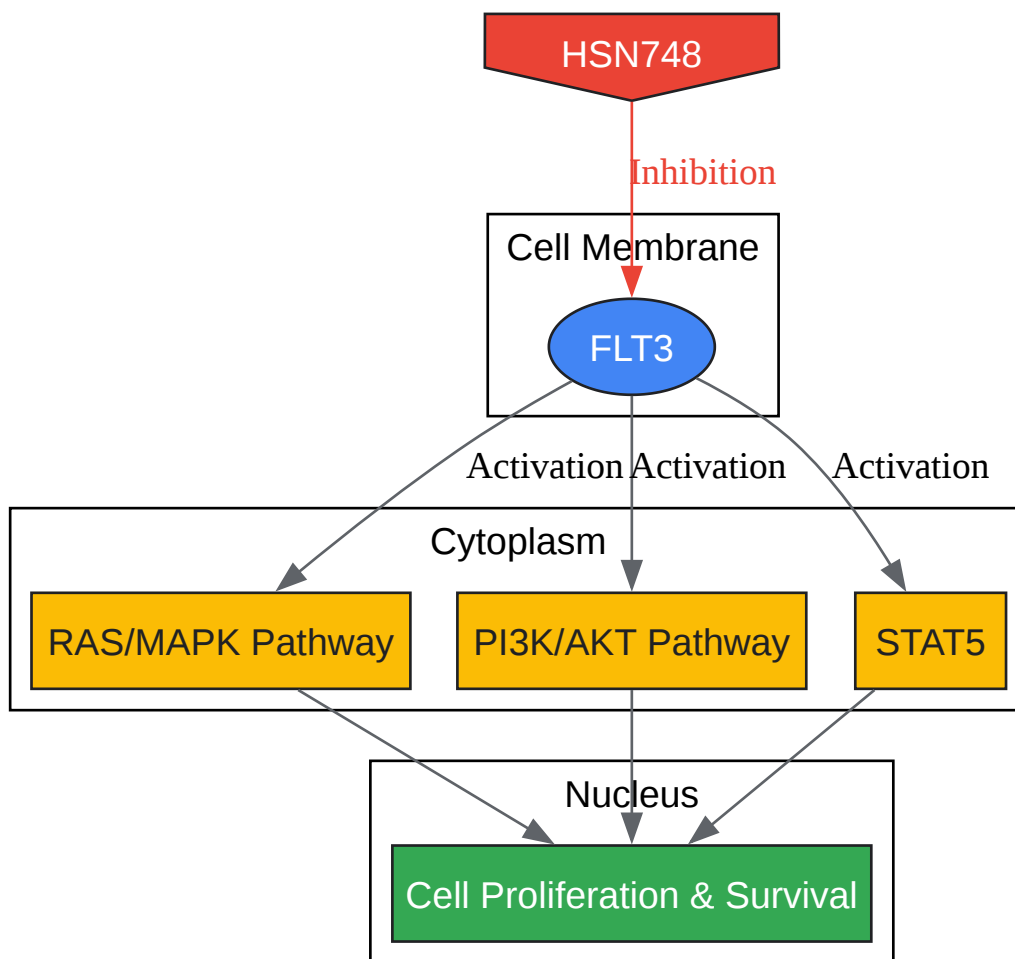 HSN748
Inhibition
Cell Membrane
FLT3
Activation Activation Activation
Cytoplasm
RAS/MAPK Pathway PI3K/AKT Pathway STAT5
Nucleus
Cell Proliferation & Survival